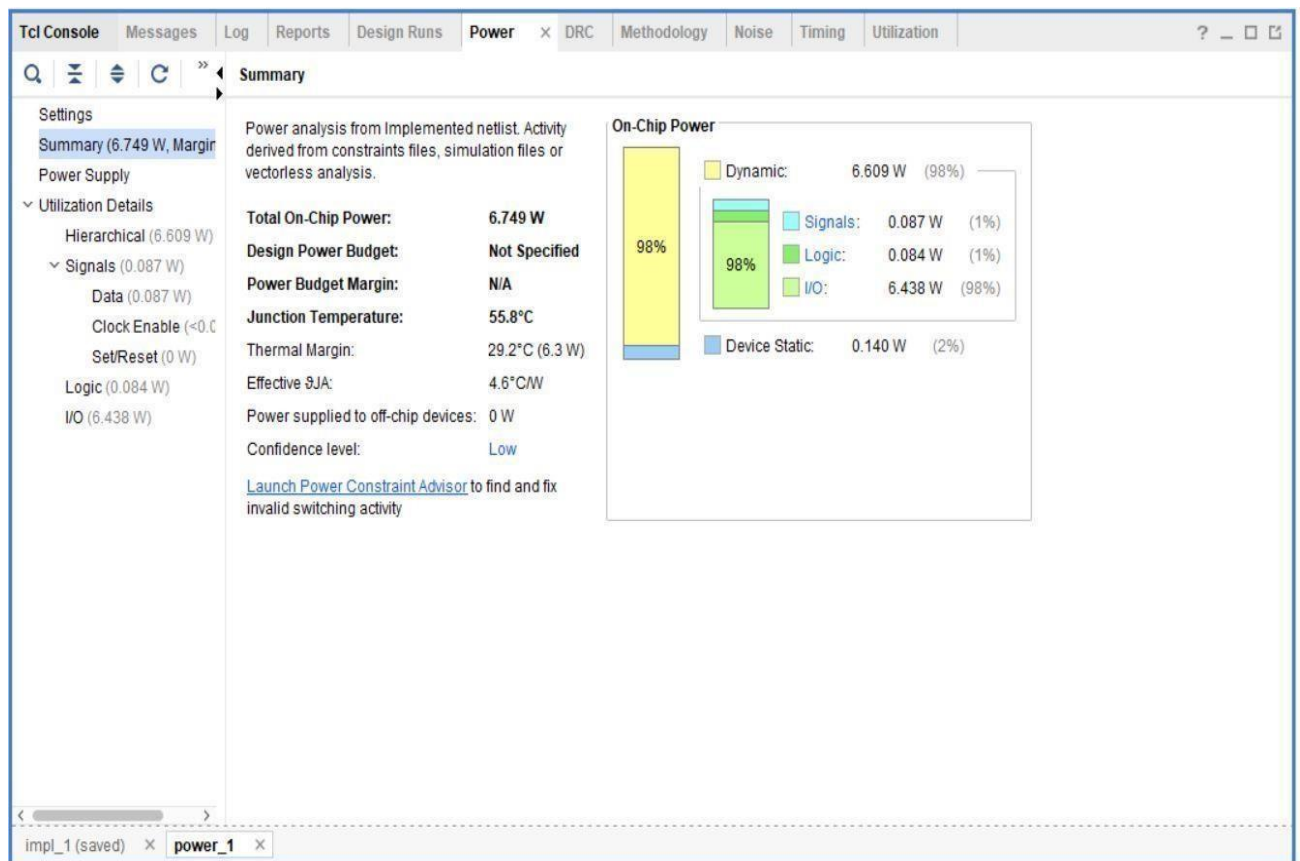 Tcl Console Messages Log Reports Design Runs Power × DRC Methodology Noise Timing Utilization ? _
» Summary
Settings
Summary (6.749 W, Margin
Power Supply
Utilization Details
Hierarchical (6.609 W)
Signals (0.087 W)
Data (0.087 W)
Clock Enable (<0.0
Set/Reset (0 W)
Logic (0.084 W)
I/O (6.438 W)
Power analysis from Implemented netlist. Activity
derived from constraints files, simulation files or
vectorless analysis.
Total On-Chip Power: 6.749 W
Design Power Budget: Not Specified
Power Budget Margin: N/A
Junction Temperature: 55.8°C
Thermal Margin: 29.2°C (6.3 W)
Effective ϑJA: 4.6°C/W
Power supplied to off-chip devices: 0 W
Confidence level: Low
Launch Power Constraint Advisor to find and fix
invalid switching activity
On-Chip Power
Dynamic: 6.609 W (98%)
98%
98%
Signals: 0.087 W (1%)
Logic: 0.084 W (1%)
I/O: 6.438 W (98%)
Device Static: 0.140 W (2%)
impl_1 (saved) × power_1 ×